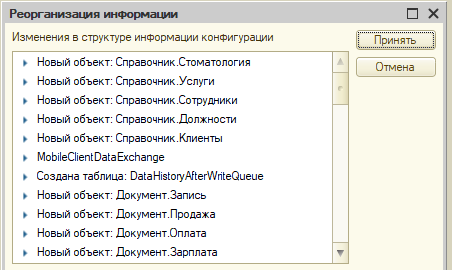 Реорганизация информации
Изменения в структуре информации конфигурации
Принять
Отмена
Новый объект: Справочник.Стоматология
Новый объект: Справочник.Услуги
Новый объект: Справочник.Сотрудники
Новый объект: Справочник.Должности
Новый объект: Справочник.Клиенты
MobileClientDataExchange
Создана таблица: DataHistoryAfterWriteQueue
Новый объект: Документ.Запись
Новый объект: Документ.Продажа
Новый объект: Документ.Оплата
Новый объект: Документ.Зарплата